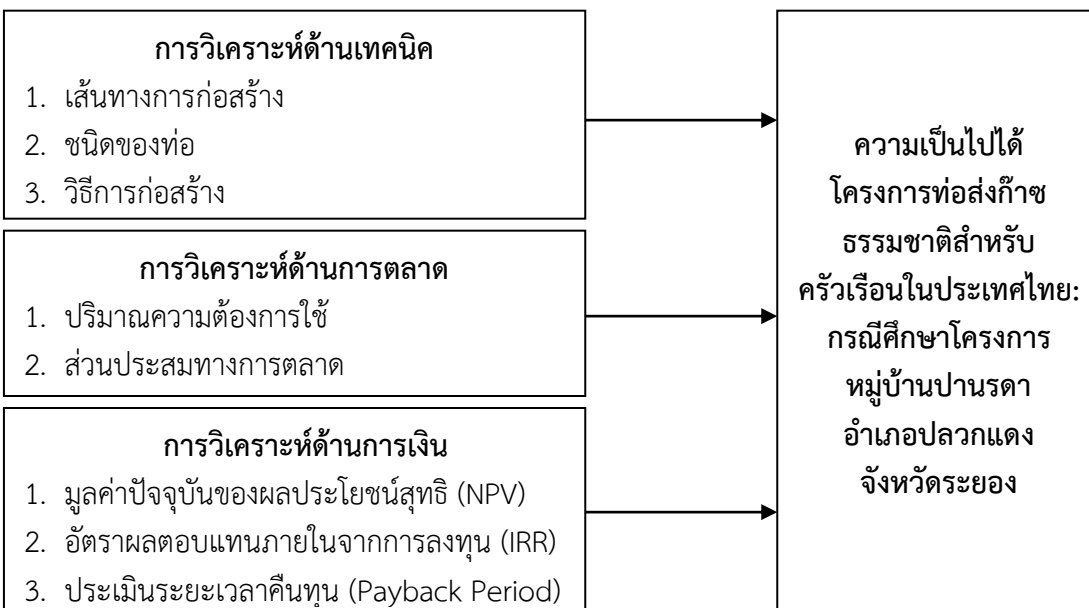 การวิเคราะห์ด้านเทคนิค
1. เส้นทางการก่อสร้าง
2. ชนิดของท่อ
3. วิธีการก่อสร้าง
การวิเคราะห์ด้านการตลาด
1. ปริมาณความต้องการใช้
2. ส่วนประสมทางการตลาด
การวิเคราะห์ด้านการเงิน
1. มูลค่าปัจจุบันของผลประโยชน์สุทธิ (NPV)
2. อัตราผลตอบแทนภายในจากการลงทุน (IRR)
3. ประเมินระยะเวลาคืนทุน (Payback Period)
ความเป็นไปได้
โครงการท่อส่งก๊าซ
ธรรมชาติสำหรับ
ครัวเรือนในประเทศไทย:
กรณีศึกษาโครงการ
หมู่บ้านปานรดา
อำเภอปลวกแดง
จังหวัดระยอง